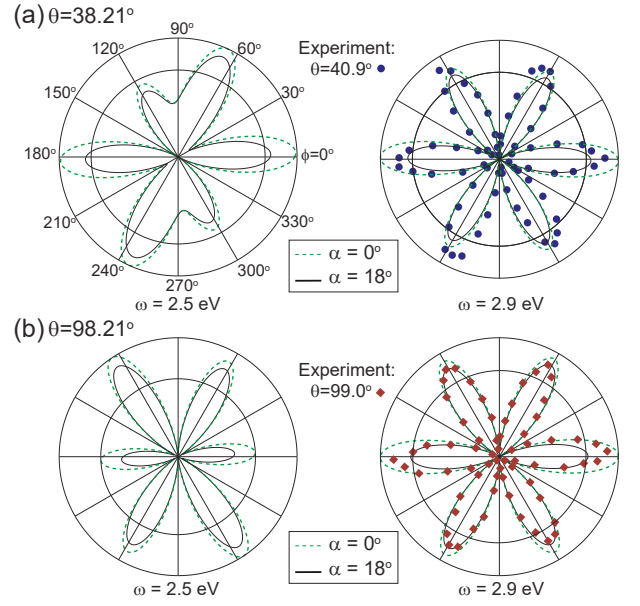 (a) θ=38.21°
90°
120°
60°
150°
30°
180°
ϕ=0°
210°
330°
240°
300°
270°
ω = 2.5 eV
Experiment:
θ=40.9°
α = 0°
α = 18°
ω = 2.9 eV
(b) θ=98.21°
Experiment:
θ=99.0°
α = 0°
α = 18°
ω = 2.5 eV
ω = 2.9 eV